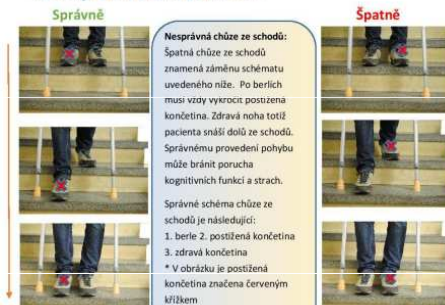 Správně
Špatně
Nesprávná chůze ze schodů:
Špatná chůze ze schodů
znamená záměnu schématu
uvedeného níže. Po berlích
musí vždy vykročit postižená
končetina. Zdravá noha totiž
pacienta snáší dolů ze schodů.
Správnému provedení pohybu
může bránit porucha
kognitivních funkcí a strach.
Správné schéma chůze ze
schodů je následující:
1. berle 2. postižená končetina
3. zdravá končetina
* V obrázku je postižená
končetina značena červeným
křížkem